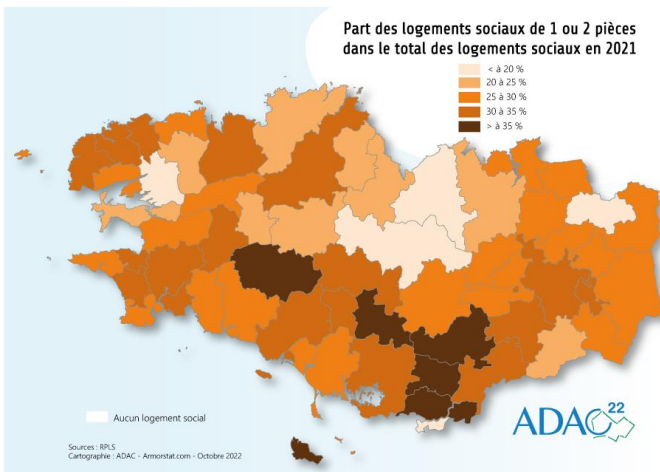 Part des logements sociaux de 1 ou 2 pièces
dans le total des logements sociaux en 2021
< à 20 %
20 à 25 %
25 à 30 %
30 à 35 %
> à 35 %
Aucun logement social
Sources : RPLS
Cartographie : ADAC - Armorstat.com - Octobre 2022
ADAC 22